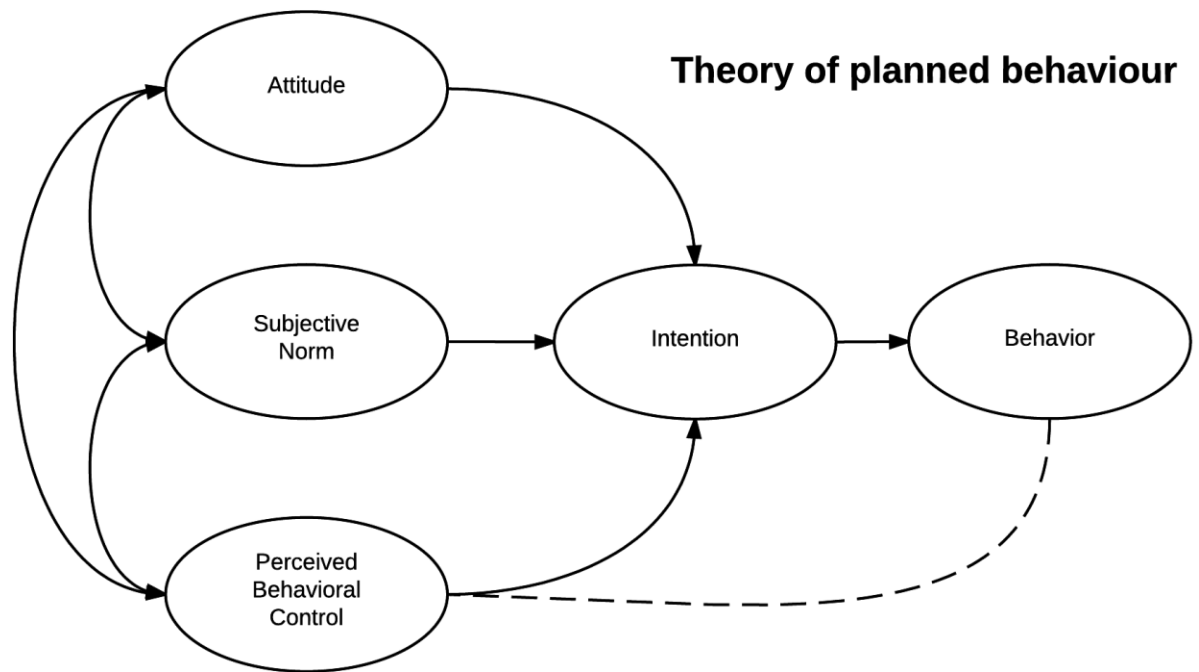 Theory of planned behaviour
Attitude
Subjective
Norm
Intention
Behavior
Perceived
Behavioral
Control